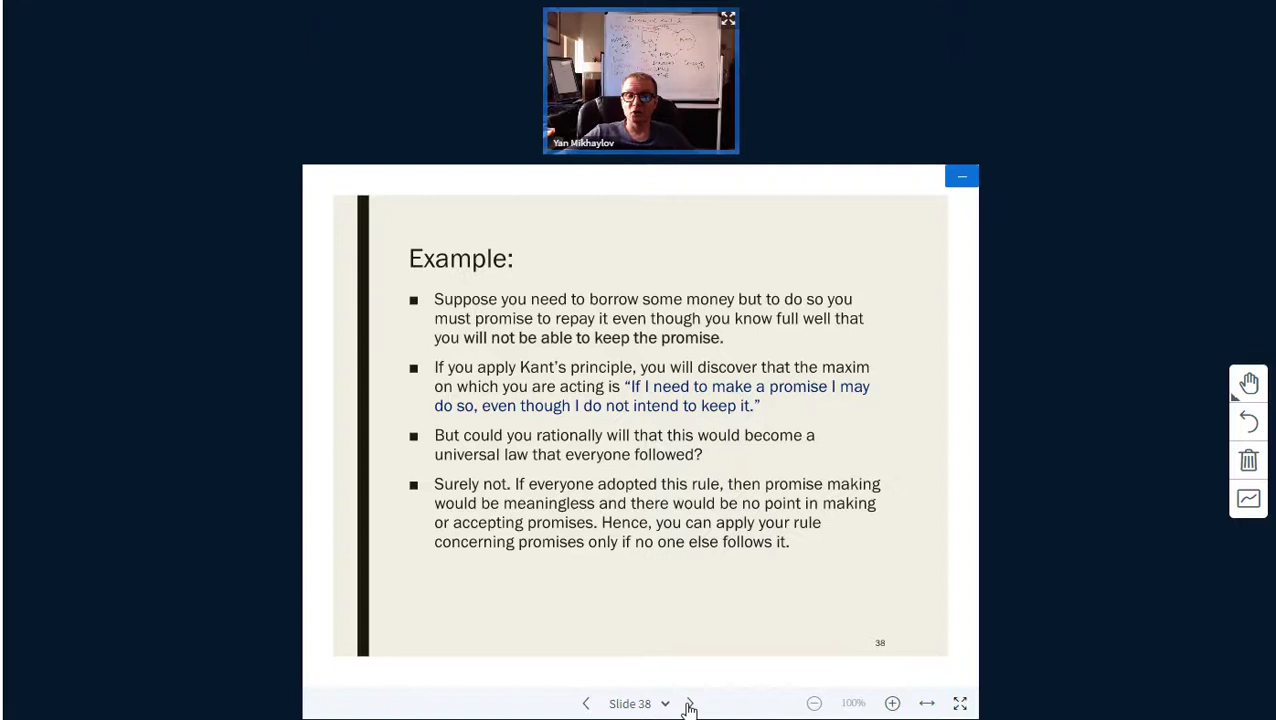 Yan Mikhaylov
Example:
■ Suppose you need to borrow some money but to do so you
must promise to repay it even though you know full well that
you will not be able to keep the promise.
■ If you apply Kant's principle, you will discover that the maxim
on which you are acting is “If I need to make a promise I may
do so, even though I do not intend to keep it.”
■ But could you rationally will that this would become a
universal law that everyone followed?
■ Surely not. If everyone adopted this rule, then promise making
would be meaningless and there would be no point in making
or accepting promises. Hence, you can apply your rule
concerning promises only if no one else follows it.
38
Slide 38
100%